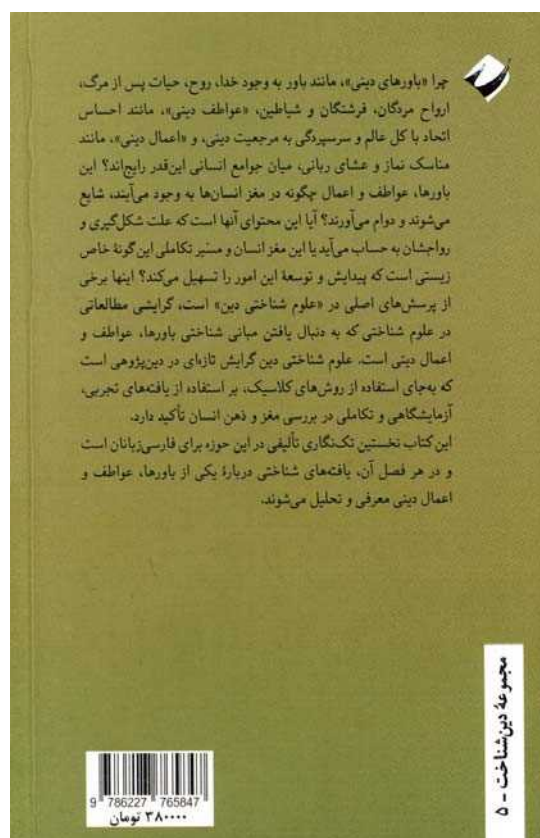 چرا «باورهای دینی»، مانند باور به وجود خدا، روح، حیات پس از مرگ،
ارواح مردگان، فرشتگان و شیاطین، «عواطف دینی»، مانند احساس
اتحاد با کل عالم و سرسپردگی به مرجعیت دینی، و «اعمال دینی»، مانند
مناسک نماز و عشای ربانی، میان جوامع انسانی این‌قدر رایج‌اند؟ این
باورها، عواطف و اعمال چگونه در مغز انسان‌ها به وجود می‌آیند، شایع
می‌شوند و دوام می‌آورند؟ آیا این محتوای آنها است که علت شکل‌گیری و
رواجشان به حساب می‌آید یا این مغز انسان و مسیر تکاملی این گونهٔ خاص
زیستی است که پیدایش و توسعهٔ این امور را تسهیل می‌کند؟ اینها برخی
از پرسش‌های اصلی در «علوم شناختی دین» است، گرایشی مطالعاتی
در علوم شناختی که به دنبال یافتن مبانی شناختی باورها، عواطف و
اعمال دینی است. علوم شناختی دین گرایش تازه‌ای در دین‌پژوهی است
که به‌جای استفاده از روش‌های کلاسیک، بر استفاده از یافته‌های تجربی،
آزمایشگاهی و تکاملی در بررسی مغز و ذهن انسان تأکید دارد.
این کتاب نخستین تک‌نگاری تألیفی در این حوزه برای فارسی‌زبانان است
و در هر فصل آن، یافته‌های شناختی دربارهٔ یکی از باورها، عواطف و
اعمال دینی معرفی و تحلیل می‌شوند.
مجموعهٔ دین‌شناخت - ۵
9 786227 765847
۳۸۰۰۰۰ تومان